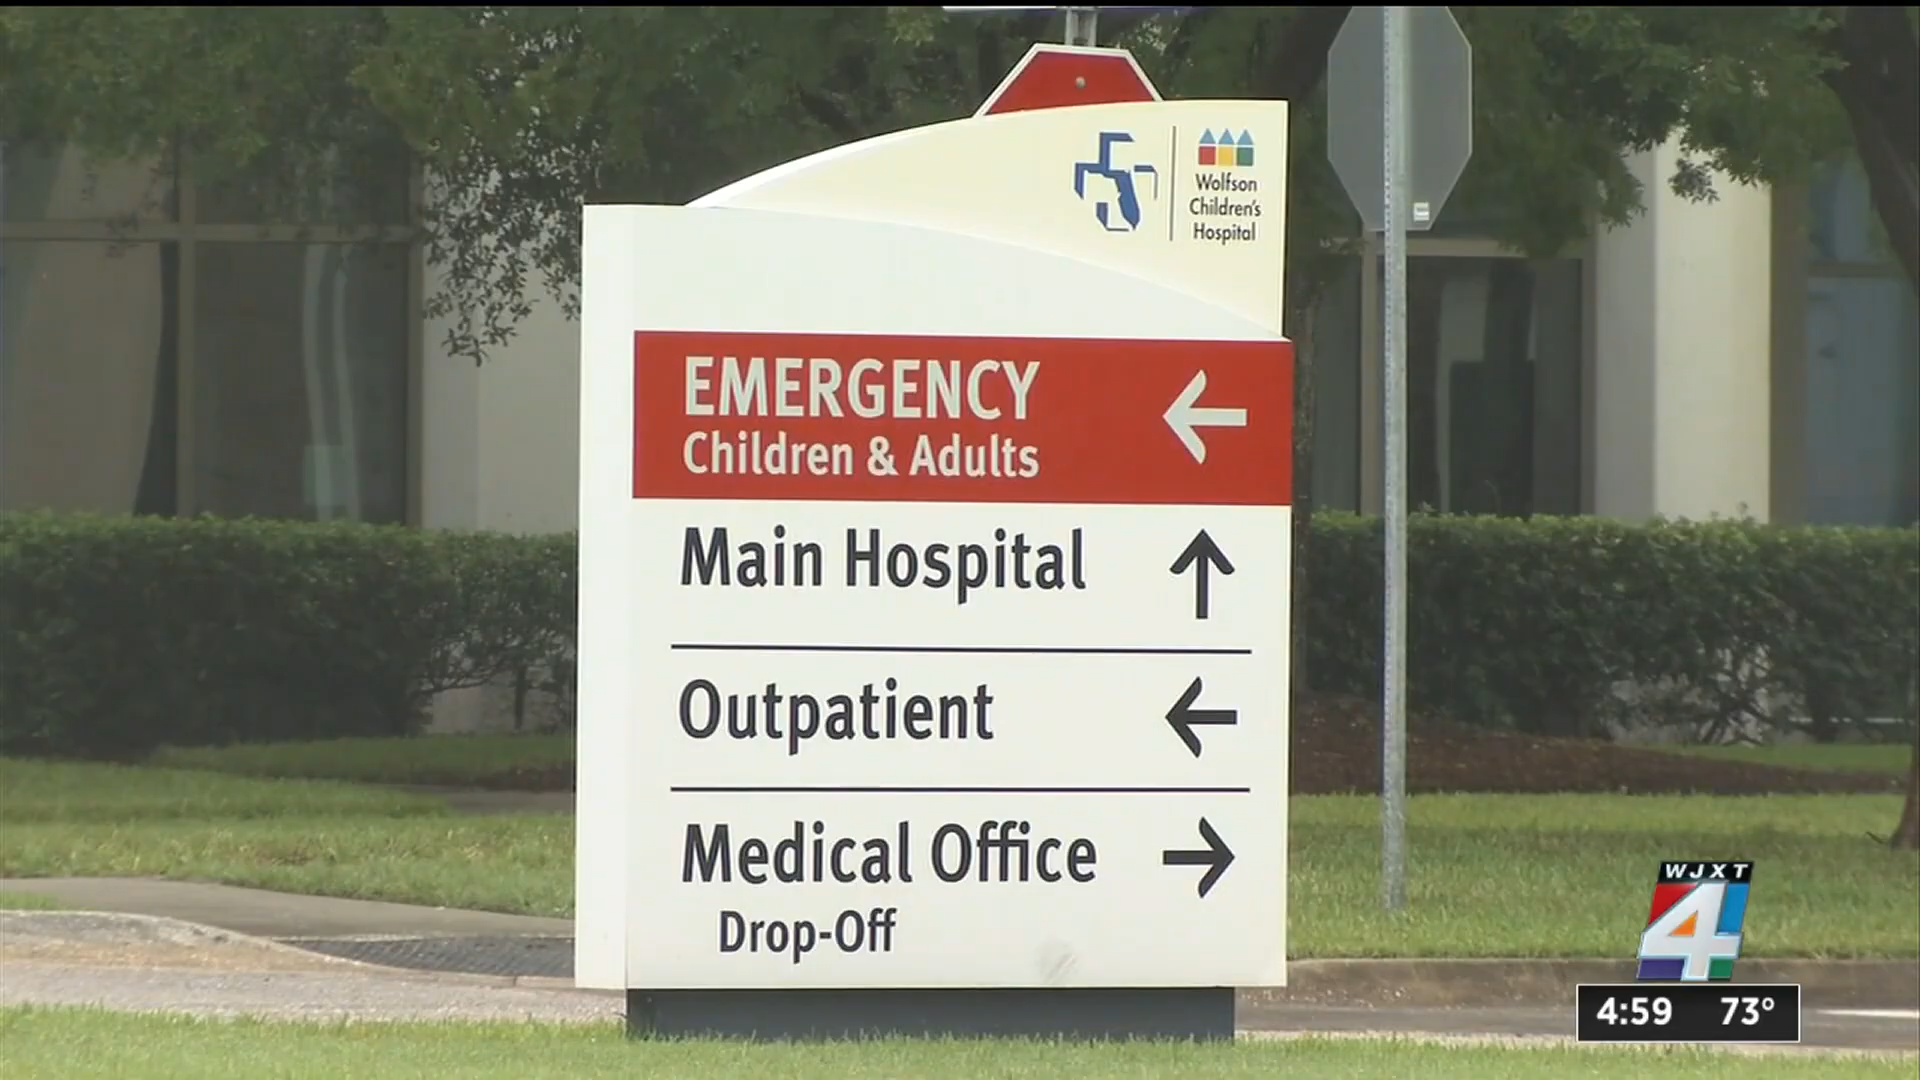 Wolfson
Children's
Hospital
EMERGENCY
Children & Adults
Main Hospital
Outpatient
Medical Office
Drop-Off
WJXT
4
4:59 73°